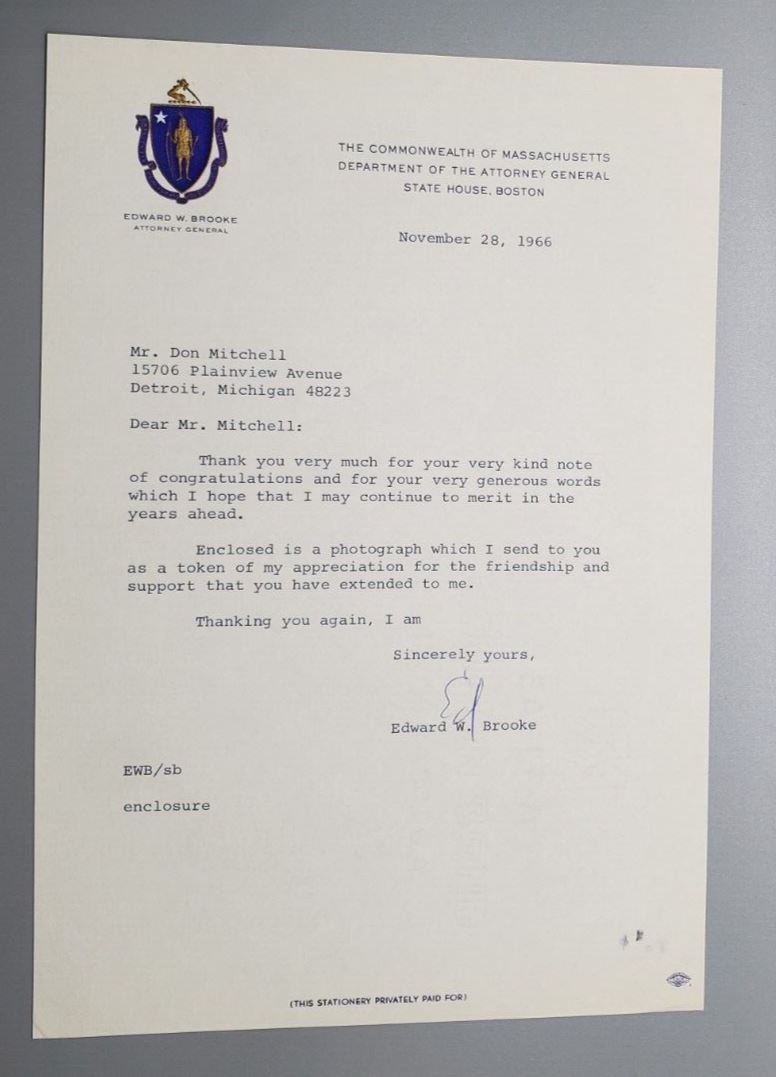 THE COMMONWEALTH OF MASSACHUSETTS
DEPARTMENT OF THE ATTORNEY GENERAL
STATE HOUSE, BOSTON
EDWARD W. BROOKE
ATTORNEY GENERAL
November 28, 1966
Mr. Don Mitchell
15706 Plainview Avenue
Detroit, Michigan 48223
Dear Mr. Mitchell:
Thank you very much for your very kind note
of congratulations and for your very generous words
which I hope that I may continue to merit in the
years ahead.
Enclosed is a photograph which I send to you
as a token of my appreciation for the friendship and
support that you have extended to me.
Thanking you again, I am
Sincerely yours,
Ed
Edward W. Brooke
EWB/sb
enclosure
(THIS STATIONERY PRIVATELY PAID FOR)